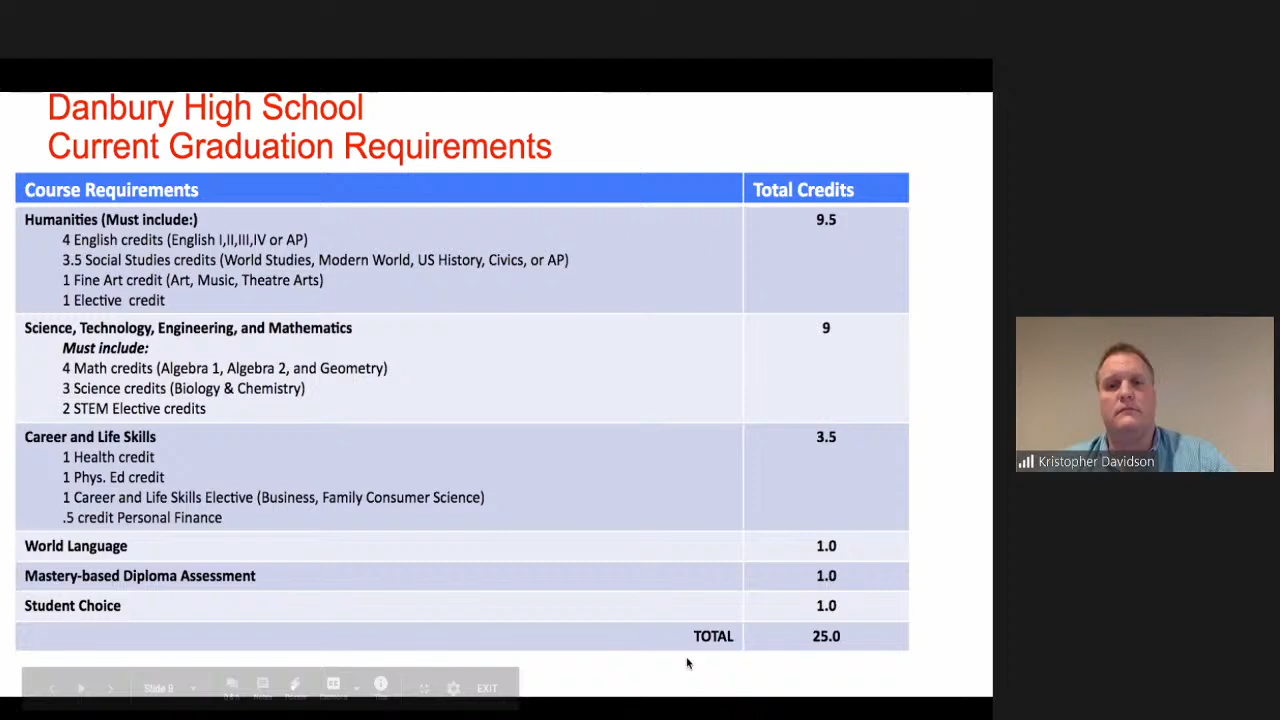 Danbury High School
Current Graduation Requirements
Course Requirements Total Credits
Humanities (Must include:) 9.5
4 English credits (English I,II,III,IV or AP)
3.5 Social Studies credits (World Studies, Modern World, US History, Civics, or AP)
1 Fine Art credit (Art, Music, Theatre Arts)
1 Elective credit
Science, Technology, Engineering, and Mathematics 9
Must include:
4 Math credits (Algebra 1, Algebra 2, and Geometry)
3 Science credits (Biology & Chemistry)
2 STEM Elective credits
Career and Life Skills 3.5
1 Health credit
1 Phys. Ed credit
1 Career and Life Skills Elective (Business, Family Consumer Science)
.5 credit Personal Finance
World Language 1.0
Mastery-based Diploma Assessment 1.0
Student Choice 1.0
TOTAL 25.0
Kristopher Davidson
EXIT